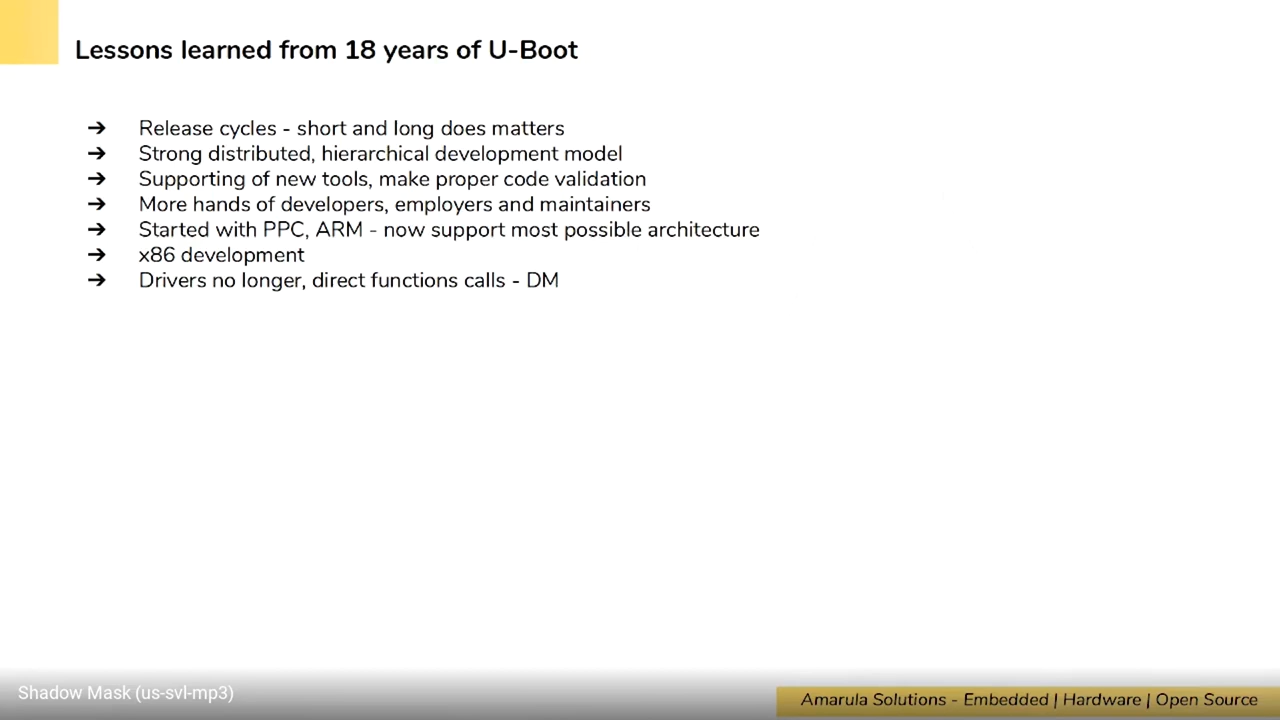 Lessons learned from 18 years of U-Boot
➔ Release cycles - short and long does matters
➔ Strong distributed, hierarchical development model
➔ Supporting of new tools, make proper code validation
➔ More hands of developers, employers and maintainers
➔ Started with PPC, ARM - now support most possible architecture
➔ x86 development
➔ Drivers no longer, direct functions calls - DM
Shadow Mask (us-svl-mp3)
Amarula Solutions - Embedded | Hardware | Open Source